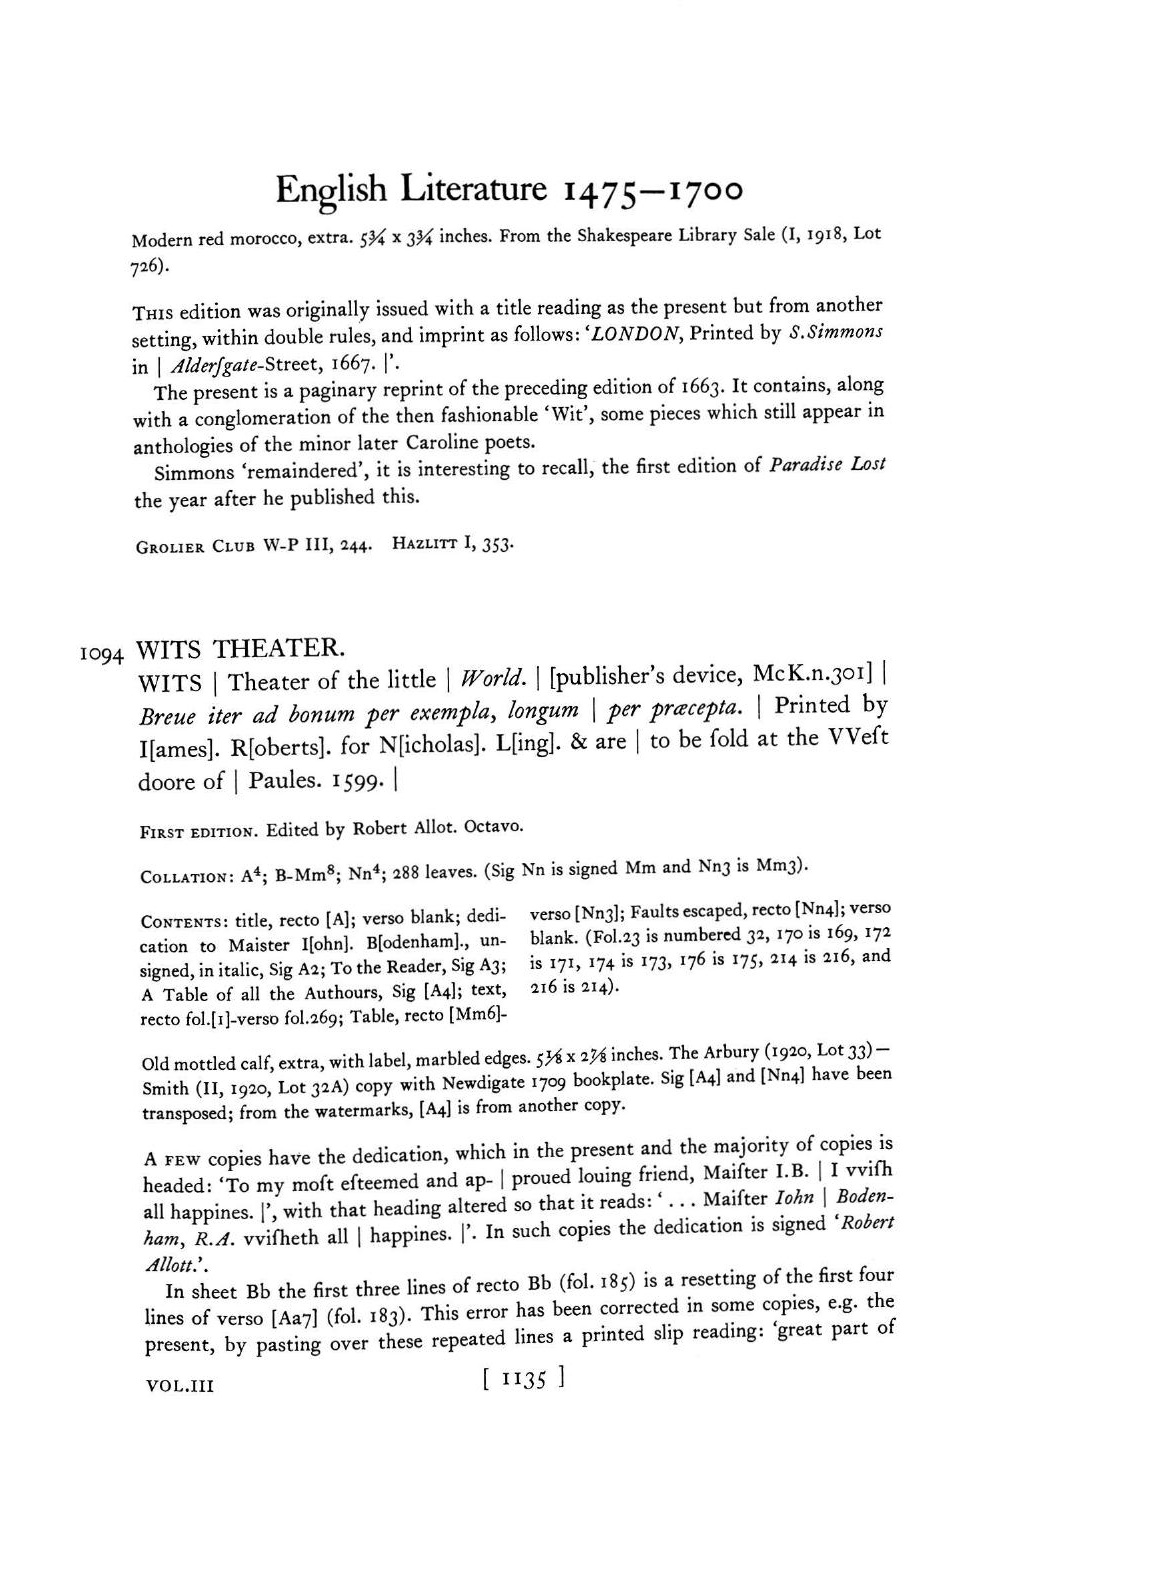 English Literature 1475—1700
Modern red morocco, extra. 5¾ x 3¾ inches. From the Shakespeare Library Sale (I, 1918, Lot
726).
THIS edition was originally issued with a title reading as the present but from another
setting, within double rules, and imprint as follows: ‘LONDON, Printed by S.Simmons
in | Alderſgate-Street, 1667. |’.
The present is a paginary reprint of the preceding edition of 1663. It contains, along
with a conglomeration of the then fashionable ‘Wit’, some pieces which still appear in
anthologies of the minor later Caroline poets.
Simmons ‘remaindered’, it is interesting to recall, the first edition of Paradise Lost
the year after he published this.
GROLIER CLUB W-P III, 244. HAZLITT I, 353.
1094 WITS THEATER.
WITS | Theater of the little | World. | [publisher’s device, McK.n.301] |
Breue iter ad bonum per exempla, longum | per præcepta. | Printed by
I[ames]. R[oberts]. for N[icholas]. L[ing]. & are | to be ſold at the VVeſt
doore of | Paules. 1599. |
FIRST EDITION. Edited by Robert Allot. Octavo.
COLLATION: A⁴; B-Mm⁸; Nn⁴; 288 leaves. (Sig Nn is signed Mm and Nn3 is Mm3).
CONTENTS: title, recto [A]; verso blank; dedi-
cation to Maister I[ohn]. B[odenham]., un-
signed, in italic, Sig A2; To the Reader, Sig A3;
A Table of all the Authours, Sig [A4]; text,
recto fol.[1]-verso fol.269; Table, recto [Mm6]-
verso [Nn3]; Faults escaped, recto [Nn4]; verso
blank. (Fol.23 is numbered 32, 170 is 169, 172
is 171, 174 is 173, 176 is 175, 214 is 216, and
216 is 214).
Old mottled calf, extra, with label, marbled edges. 5⅛ x 2⅞ inches. The Arbury (1920, Lot 33)—
Smith (II, 1920, Lot 32A) copy with Newdigate 1709 bookplate. Sig [A4] and [Nn4] have been
transposed; from the watermarks, [A4] is from another copy.
A FEW copies have the dedication, which in the present and the majority of copies is
headed: ‘To my moſt eſteemed and ap- | proued louing friend, Maiſter I.B. | I vviſh
all happines. |’, with that heading altered so that it reads: ‘ . . . Maiſter Iohn | Boden-
ham, R.A. vviſheth all | happines. |’. In such copies the dedication is signed ‘Robert
Allott.’.
In sheet Bb the first three lines of recto Bb (fol. 185) is a resetting of the first four
lines of verso [Aa7] (fol. 183). This error has been corrected in some copies, e.g. the
present, by pasting over these repeated lines a printed slip reading: ‘great part of
VOL.III [ 1135 ]